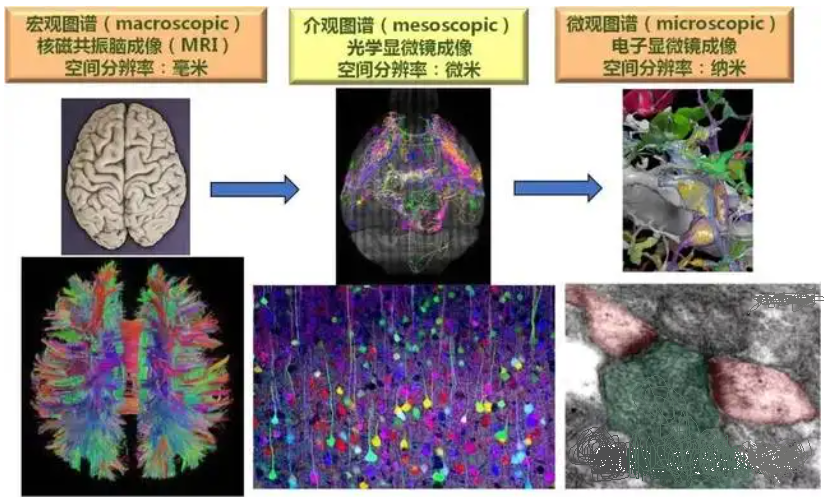 宏观图谱（macroscopic）
核磁共振脑成像（MRI）
空间分辨率：毫米
介观图谱（mesoscopic）
光学显微镜成像
空间分辨率：微米
微观图谱（microscopic）
电子显微镜成像
空间分辨率：纳米